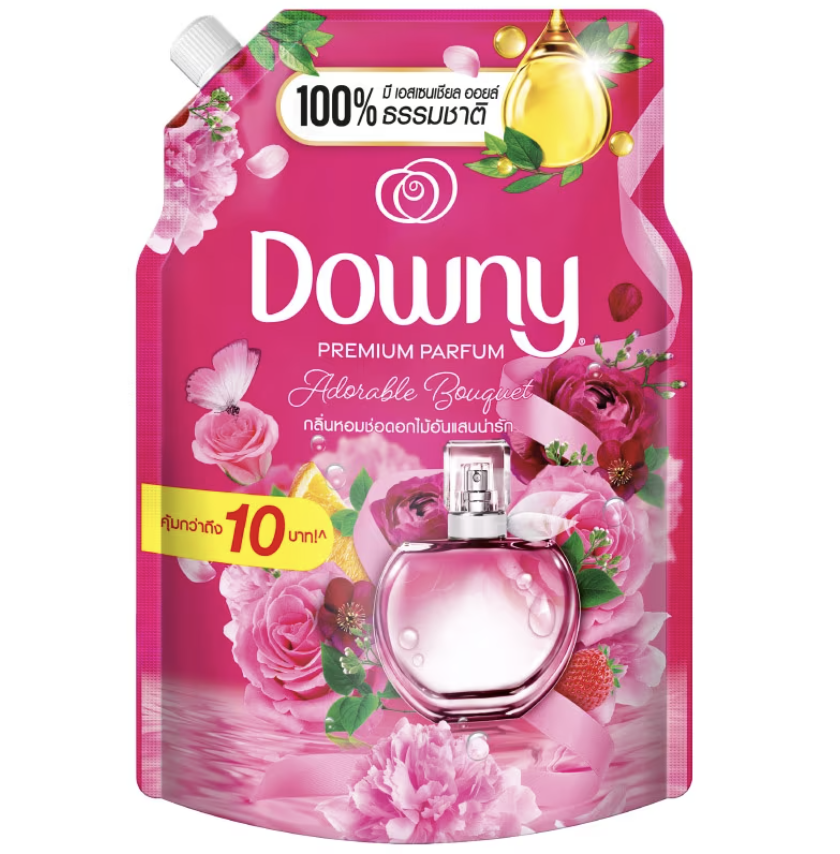 100% มี เอสเซนเชียล ออยล์
ธรรมชาติ
Downy®
PREMIUM PARFUM
Adorable Bouquet
กลิ่นหอมช่อดอกไม้อันแสนน่ารัก
คุ้มกว่าถึง 10 บาท!^